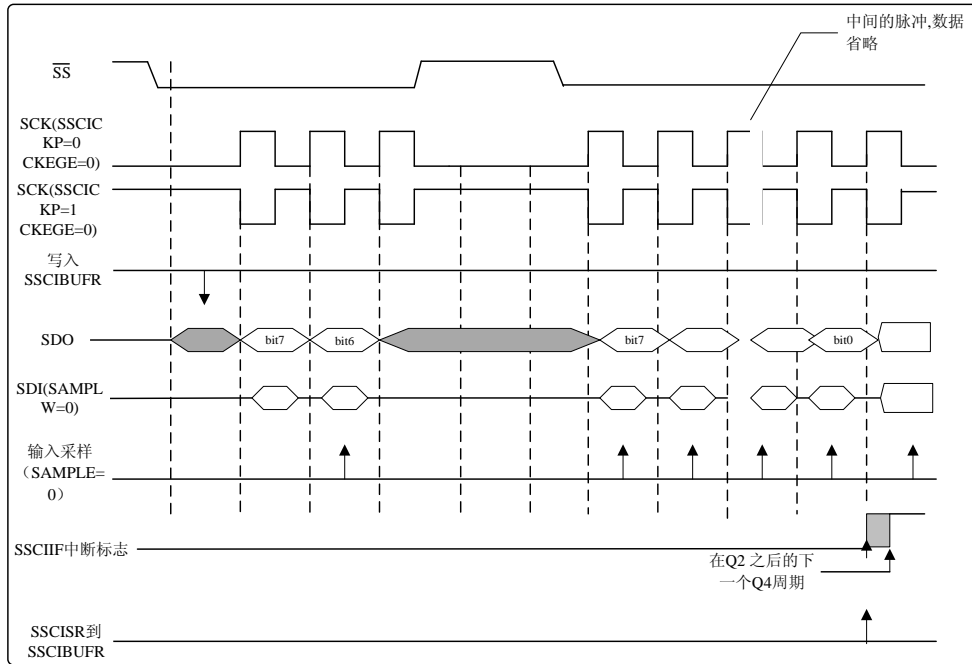 中间的脉冲,数据
省略
SS
SCK(SSCIC
KP=0
CKEGE=0)
SCK(SSCIC
KP=1
CKEGE=0)
写入
SSCIBUFR
SDO
bit7
bit6
bit7
bit0
SDI(SAMPL
W=0)
输入采样
（SAMPLE=
0）
SSCIIF中断标志
在Q2 之后的下
一个Q4周期
SSCISR到
SSCIBUFR